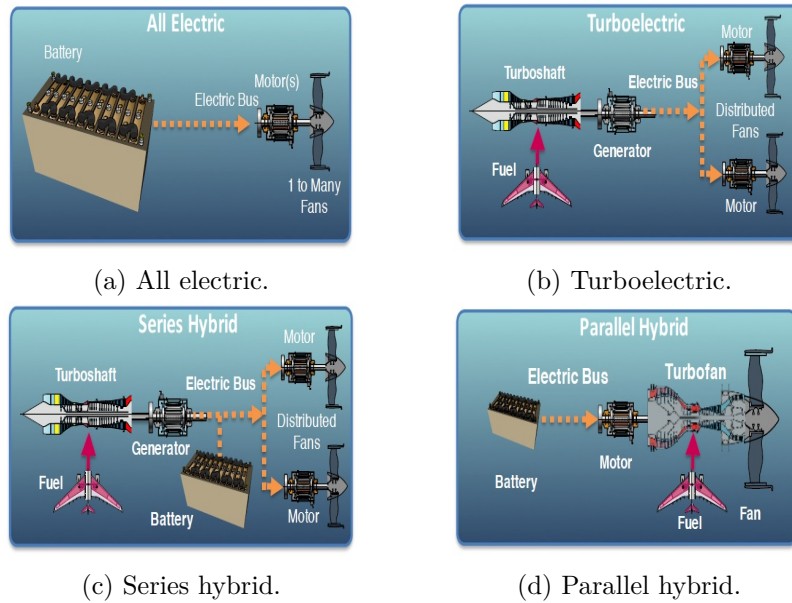 All Electric
Battery
Motor(s)
Electric Bus
1 to Many
Fans
(a) All electric.
Turboelectric
Motor
Turboshaft
Electric Bus
Distributed
Fans
Generator
Fuel
Motor
(b) Turboelectric.
Series Hybrid
Motor
Turboshaft
Electric Bus
Distributed
Fans
Generator
Fuel
Battery
Motor
(c) Series hybrid.
Parallel Hybrid
Electric Bus
Turbofan
Motor
Battery
Fuel
Fan
(d) Parallel hybrid.